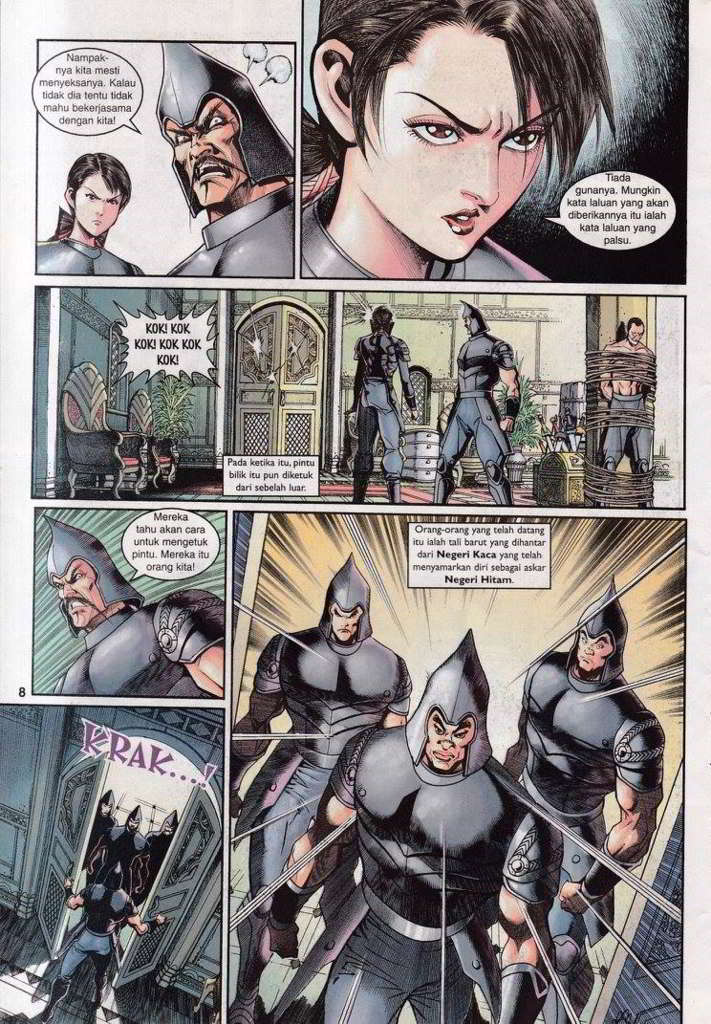 Nampak-
nya kita mesti
menyeksanya. Kalau
tidak dia tentu tidak
mahu bekerjasama
dengan kita!
Tiada
gunanya. Mungkin
kata laluan yang akan
diberikannya itu ialah
kata laluan yang
palsu.
KOK! KOK
KOK! KOK KOK
KOK!
Pada ketika itu, pintu
bilik itu pun diketuk
dari sebelah luar.
Mereka
tahu akan cara
untuk mengetuk
pintu. Mereka itu
orang kita!
Orang-orang yang telah datang
itu ialah tali barut yang dihantar
dari Negeri Kaca yang telah
menyamarkan diri sebagai askar
Negeri Hitam.
8
KRAK....!